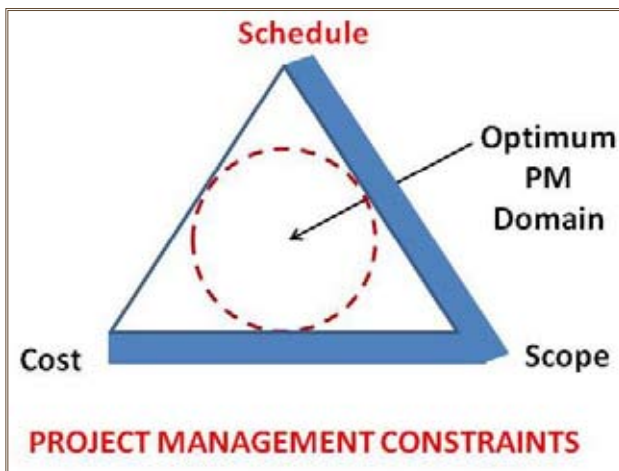 Schedule
Optimum
PM
Domain
Cost
Scope
PROJECT MANAGEMENT CONSTRAINTS